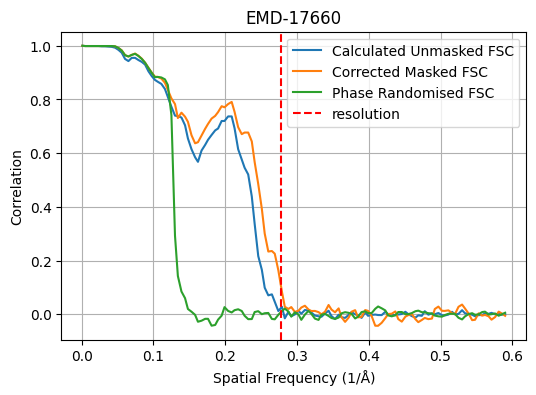 EMD-17660
Calculated Unmasked FSC
Corrected Masked FSC
Phase Randomised FSC
resolution
Correlation
1.0
0.8
0.6
0.4
0.2
0.0
0.0 0.1 0.2 0.3 0.4 0.5 0.6
Spatial Frequency (1/Å)